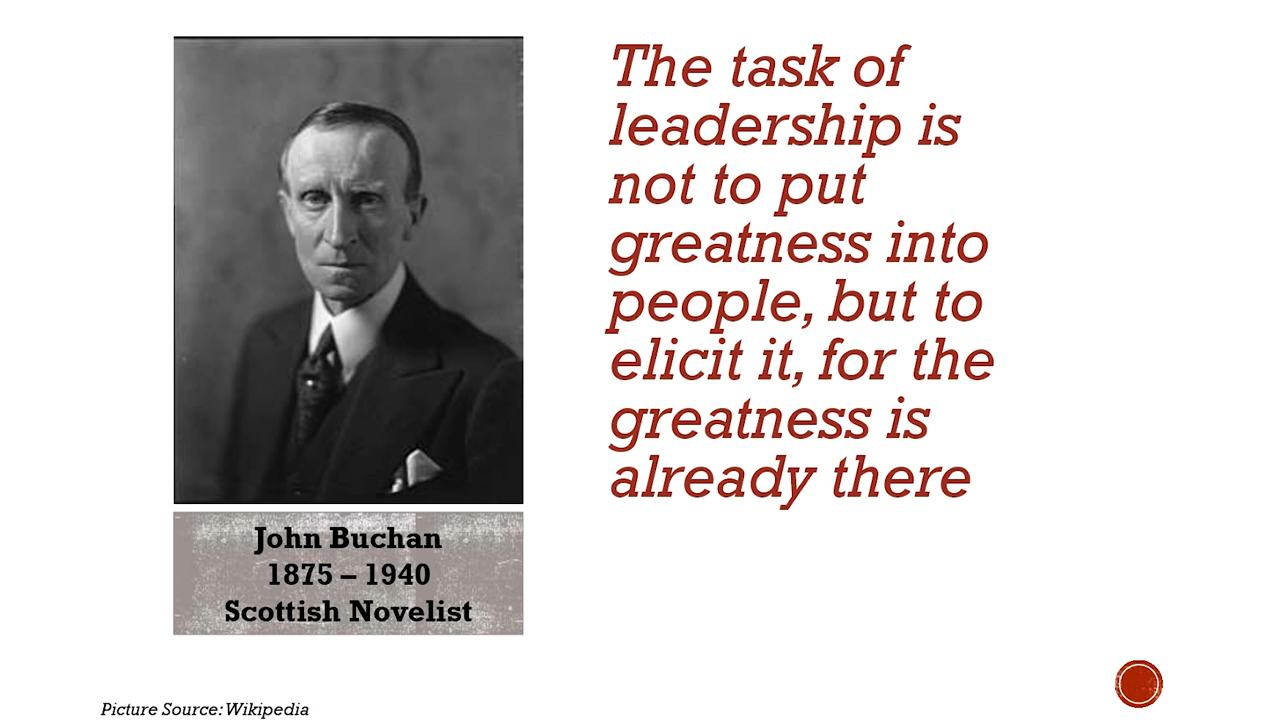 The task of
leadership is
not to put
greatness into
people, but to
elicit it, for the
greatness is
already there
John Buchan
1875 – 1940
Scottish Novelist
Picture Source: Wikipedia